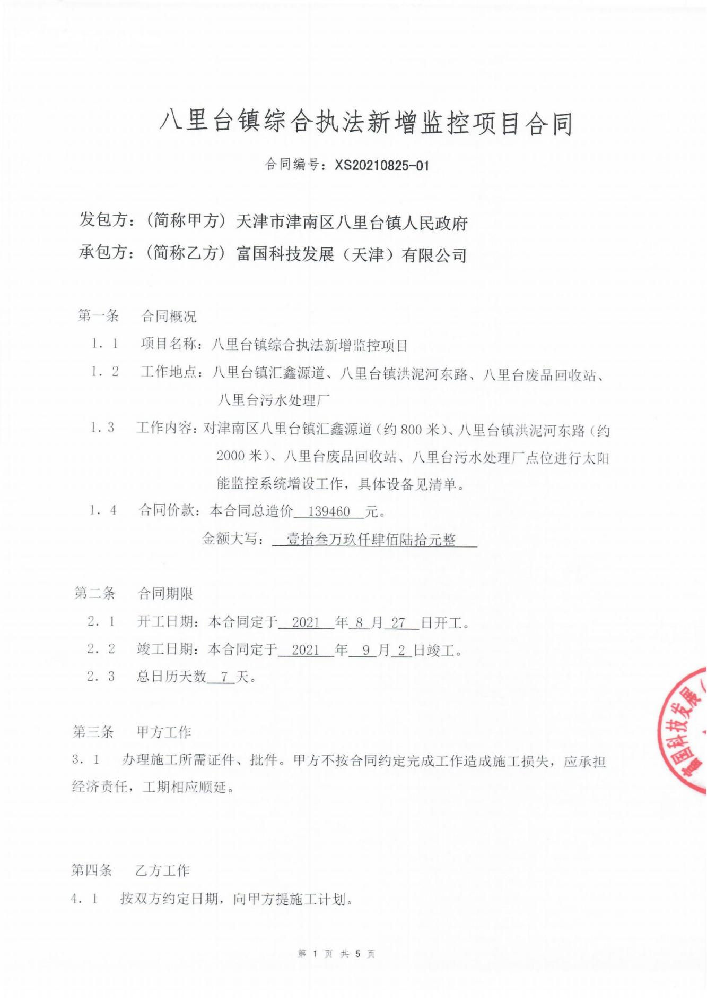 八里台镇综合执法新增监控项目合同
合同编号：XS20210825-01
发包方：(简称甲方) 天津市津南区八里台镇人民政府
承包方：(简称乙方) 富国科技发展（天津）有限公司
第一条 合同概况
1．1 项目名称：八里台镇综合执法新增监控项目
1．2 工作地点：八里台镇汇鑫源道、八里台镇洪泥河东路、八里台废品回收站、
八里台污水处理厂
1.3 工作内容：对津南区八里台镇汇鑫源道（约 800 米）、八里台镇洪泥河东路（约
2000 米）、八里台废品回收站、八里台污水处理厂点位进行太阳
能监控系统增设工作，具体设备见清单。
1．4 合同价款：本合同总造价 139460 元。
金额大写： 壹拾叁万玖仟肆佰陆拾元整
第二条 合同期限
2．1 开工日期：本合同定于 2021 年 8 月 27 日开工。
2．2 竣工日期：本合同定于 2021 年 9 月 2 日竣工。
2．3 总日历天数 7 天。
第三条 甲方工作
3．1 办理施工所需证件、批件。甲方不按合同约定完成工作造成施工损失，应承担
经济责任，工期相应顺延。
第四条 乙方工作
4．1 按双方约定日期，向甲方提施工计划。
富国科技发展（
第 1 页 共 5 页